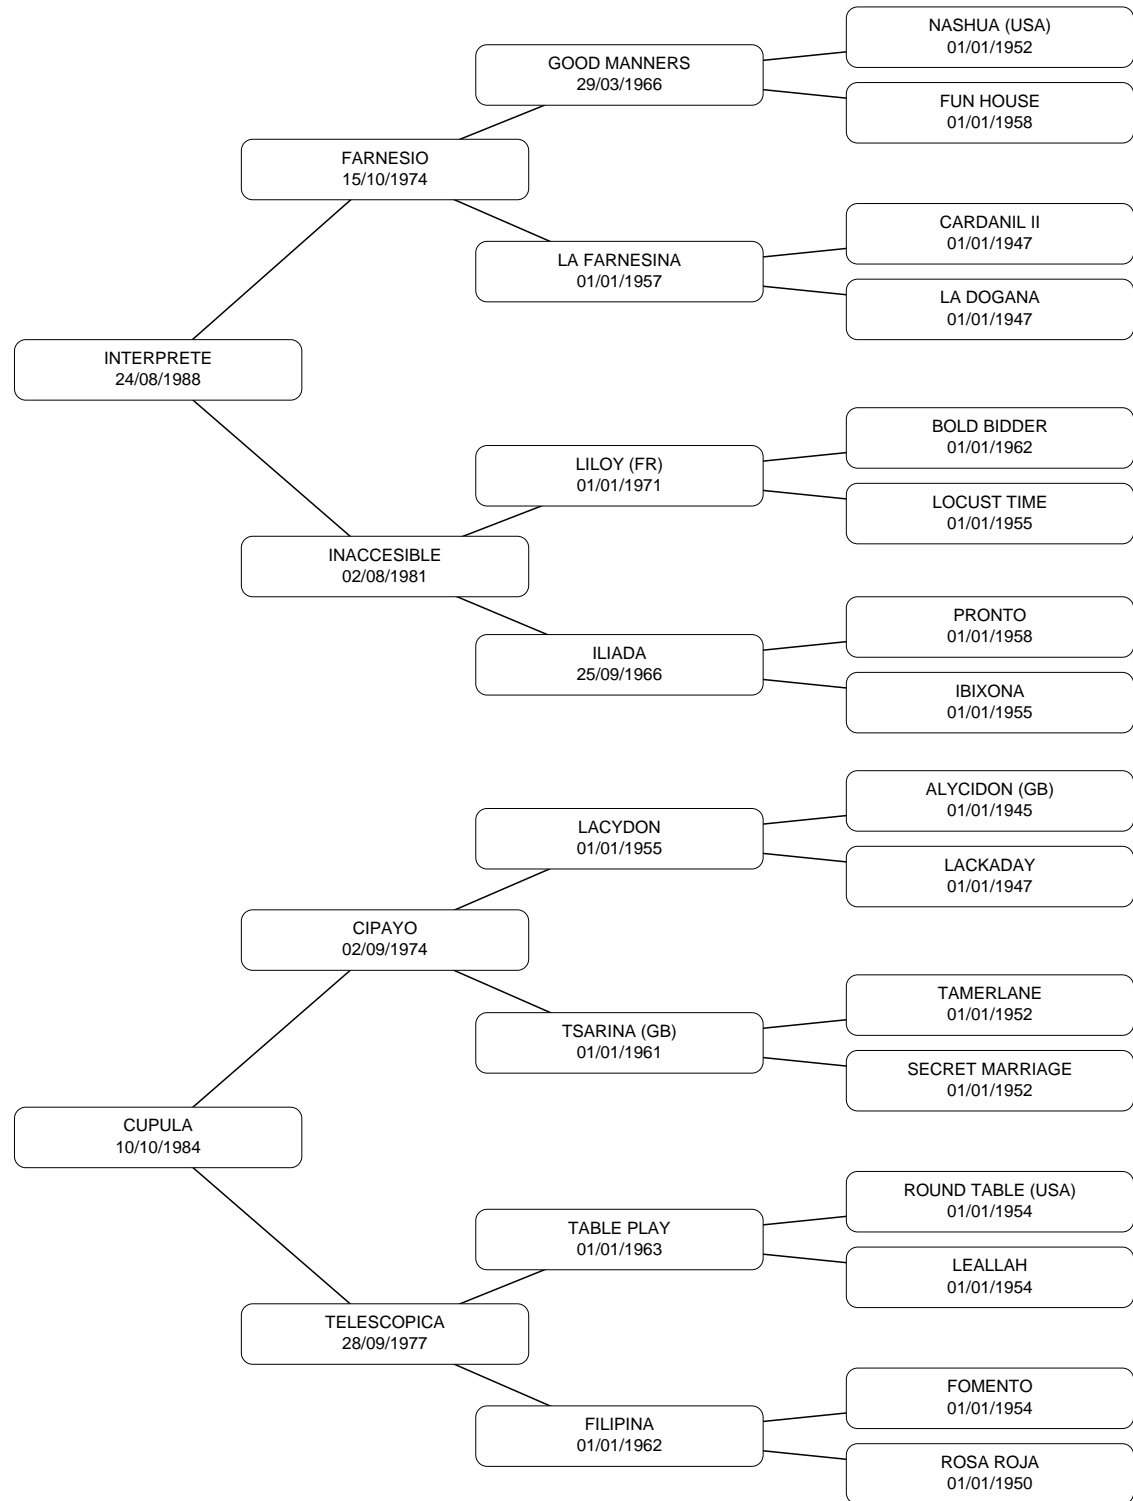 NASHUA (USA)
01/01/1952
GOOD MANNERS
29/03/1966
FUN HOUSE
01/01/1958
FARNESIO
15/10/1974
CARDANIL II
01/01/1947
LA FARNESINA
01/01/1957
LA DOGANA
01/01/1947
INTERPRETE
24/08/1988
BOLD BIDDER
01/01/1962
LILOY (FR)
01/01/1971
LOCUST TIME
01/01/1955
INACCESIBLE
02/08/1981
PRONTO
01/01/1958
ILIADA
25/09/1966
IBIXONA
01/01/1955
ALYCIDON (GB)
01/01/1945
LACYDON
01/01/1955
LACKADAY
01/01/1947
CIPAYO
02/09/1974
TAMERLANE
01/01/1952
TSARINA (GB)
01/01/1961
SECRET MARRIAGE
01/01/1952
CUPULA
10/10/1984
ROUND TABLE (USA)
01/01/1954
TABLE PLAY
01/01/1963
LEALLAH
01/01/1954
TELESCOPICA
28/09/1977
FOMENTO
01/01/1954
FILIPINA
01/01/1962
ROSA ROJA
01/01/1950